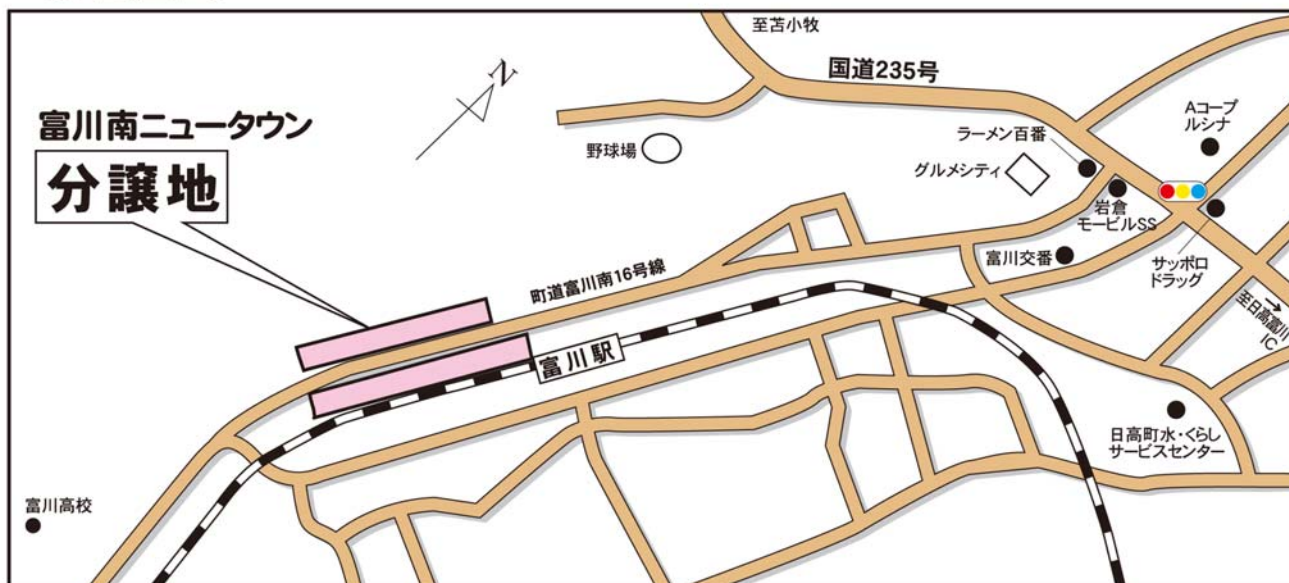 至苫小牧
国道235号
N
富川南ニュータウン
分譲地
野球場
ラーメン百番
グルメシティ
Aコープ
ルシナ
岩倉
モービルSS
サッポロ
ドラッグ
富川交番
町道富川南16号線
至日高富川
IC
富川駅
日高町水・くらし
サービスセンター
富川高校